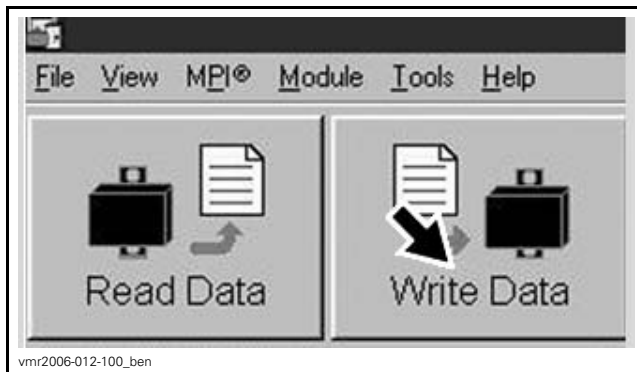 File View MPI® Module Tools Help
Read Data Write Data
vmr2006-012-100_ben